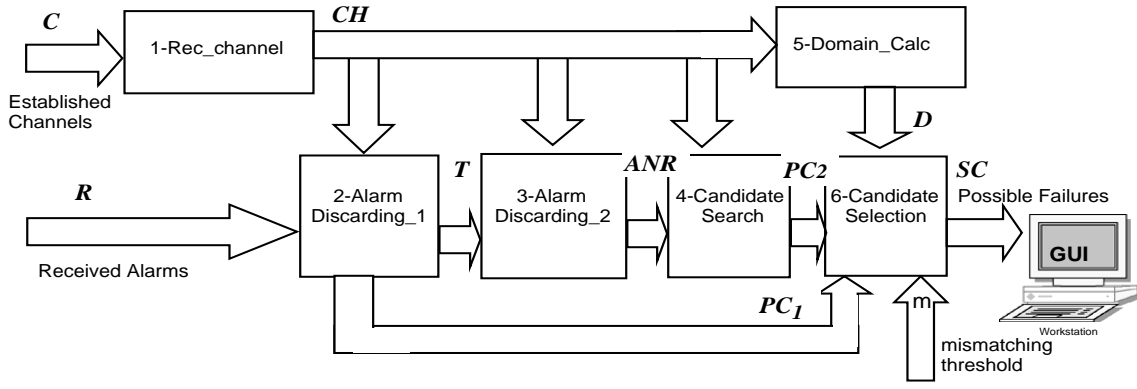 C
CH
1-Rec_channel
5-Domain_Calc
Established
Channels
D
R
T
ANR
PC2
SC
2-Alarm
Discarding_1
3-Alarm
Discarding_2
4-Candidate
Search
6-Candidate
Selection
Possible Failures
Received Alarms
GUI
PC1
m
Workstation
mismatching
threshold